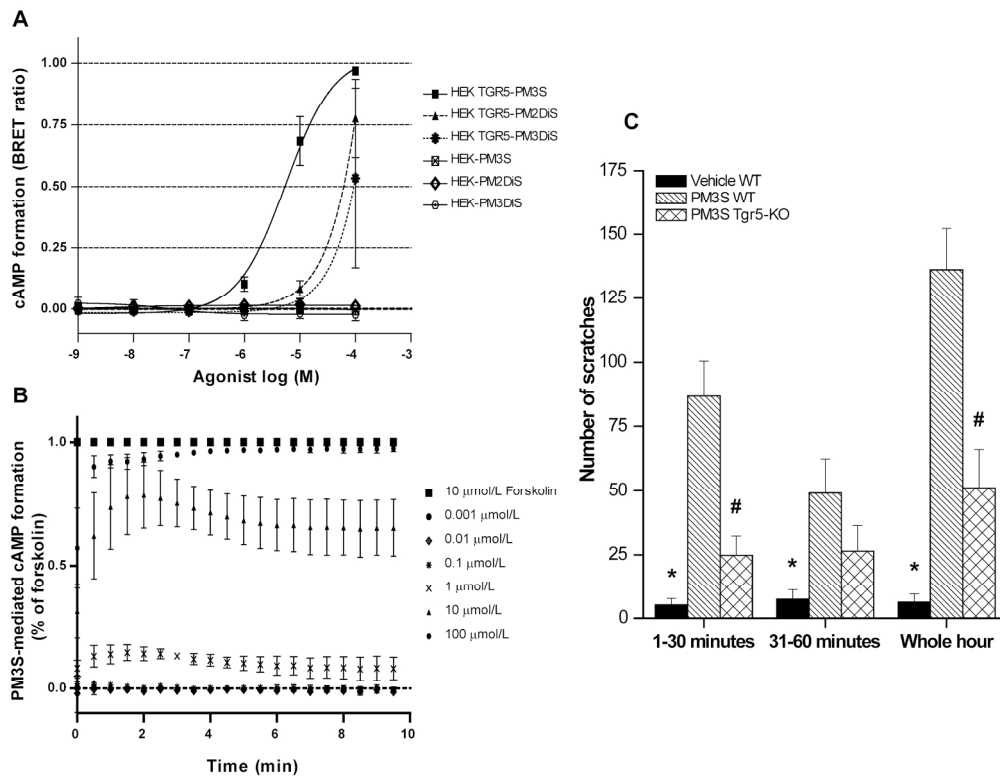 A
cAMP formation (BRET ratio)
1.00
0.75
0.50
0.25
0.00
-9
-8
-7
-6
-5
-4
-3
Agonist log (M)
HEK TGR5-PM3S
HEK TGR5-PM2DiS
HEK TGR5-PM3DiS
HEK-PM3S
HEK-PM2DiS
HEK-PM3DiS
B
PM3S-mediated cAMP formation
(% of forskolin)
1.0
0.5
0.0
0
2
4
6
8
10
Time (min)
10 μmol/L Forskolin
0.001 μmol/L
0.01 μmol/L
0.1 μmol/L
1 μmol/L
10 μmol/L
100 μmol/L
C
Number of scratches
175
150
125
100
75
50
25
0
Vehicle WT
PM3S WT
PM3S Tgr5-KO
*
#
*
*
#
1-30 minutes
31-60 minutes
Whole hour